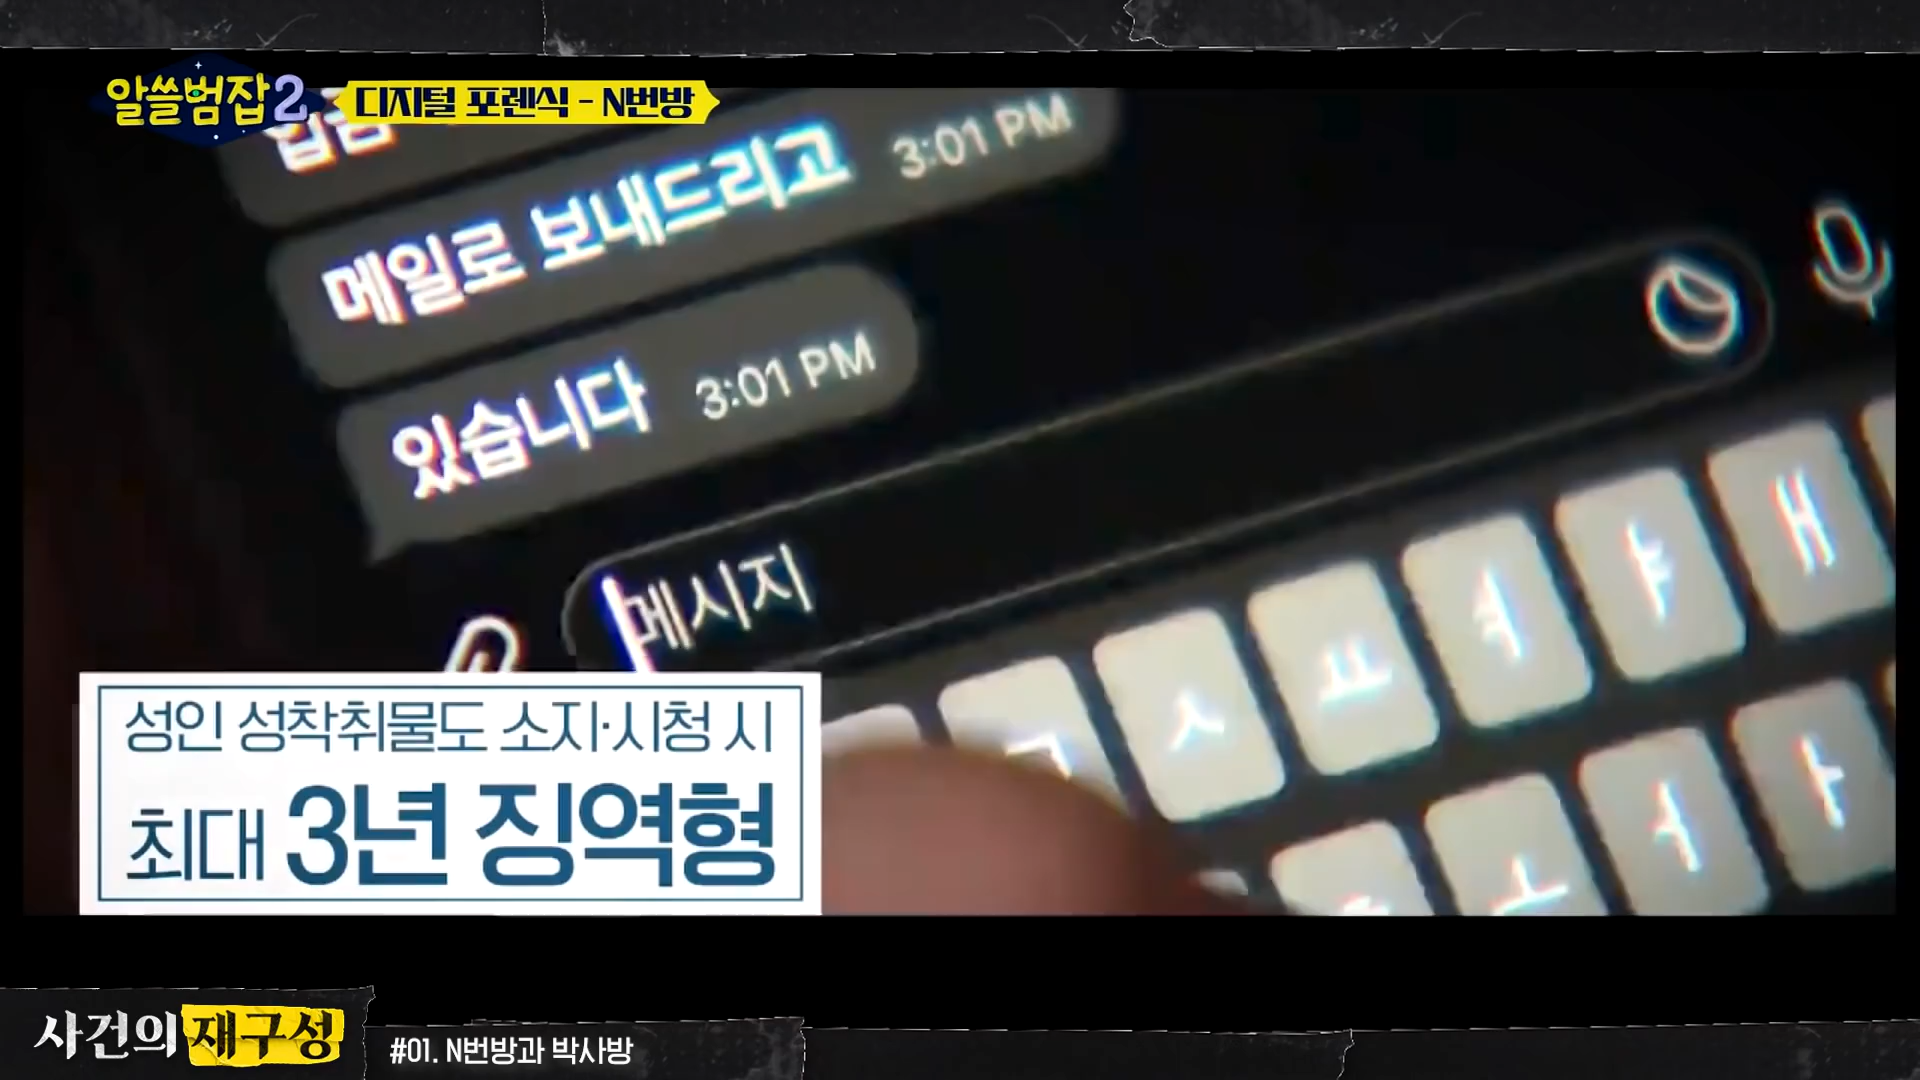 알쓸범잡2
디지털 포렌식 - N번방
메일로 보내드리고 3:01 PM
있습니다 3:01 PM
메시지
ㅅ ㅛ ㅕ ㅑ ㅐ
ㅗ ㅓ ㅏ
성인 성착취물도 소지·시청 시
최대 3년 징역형
사건의 재구성
#01. N번방과 박사방